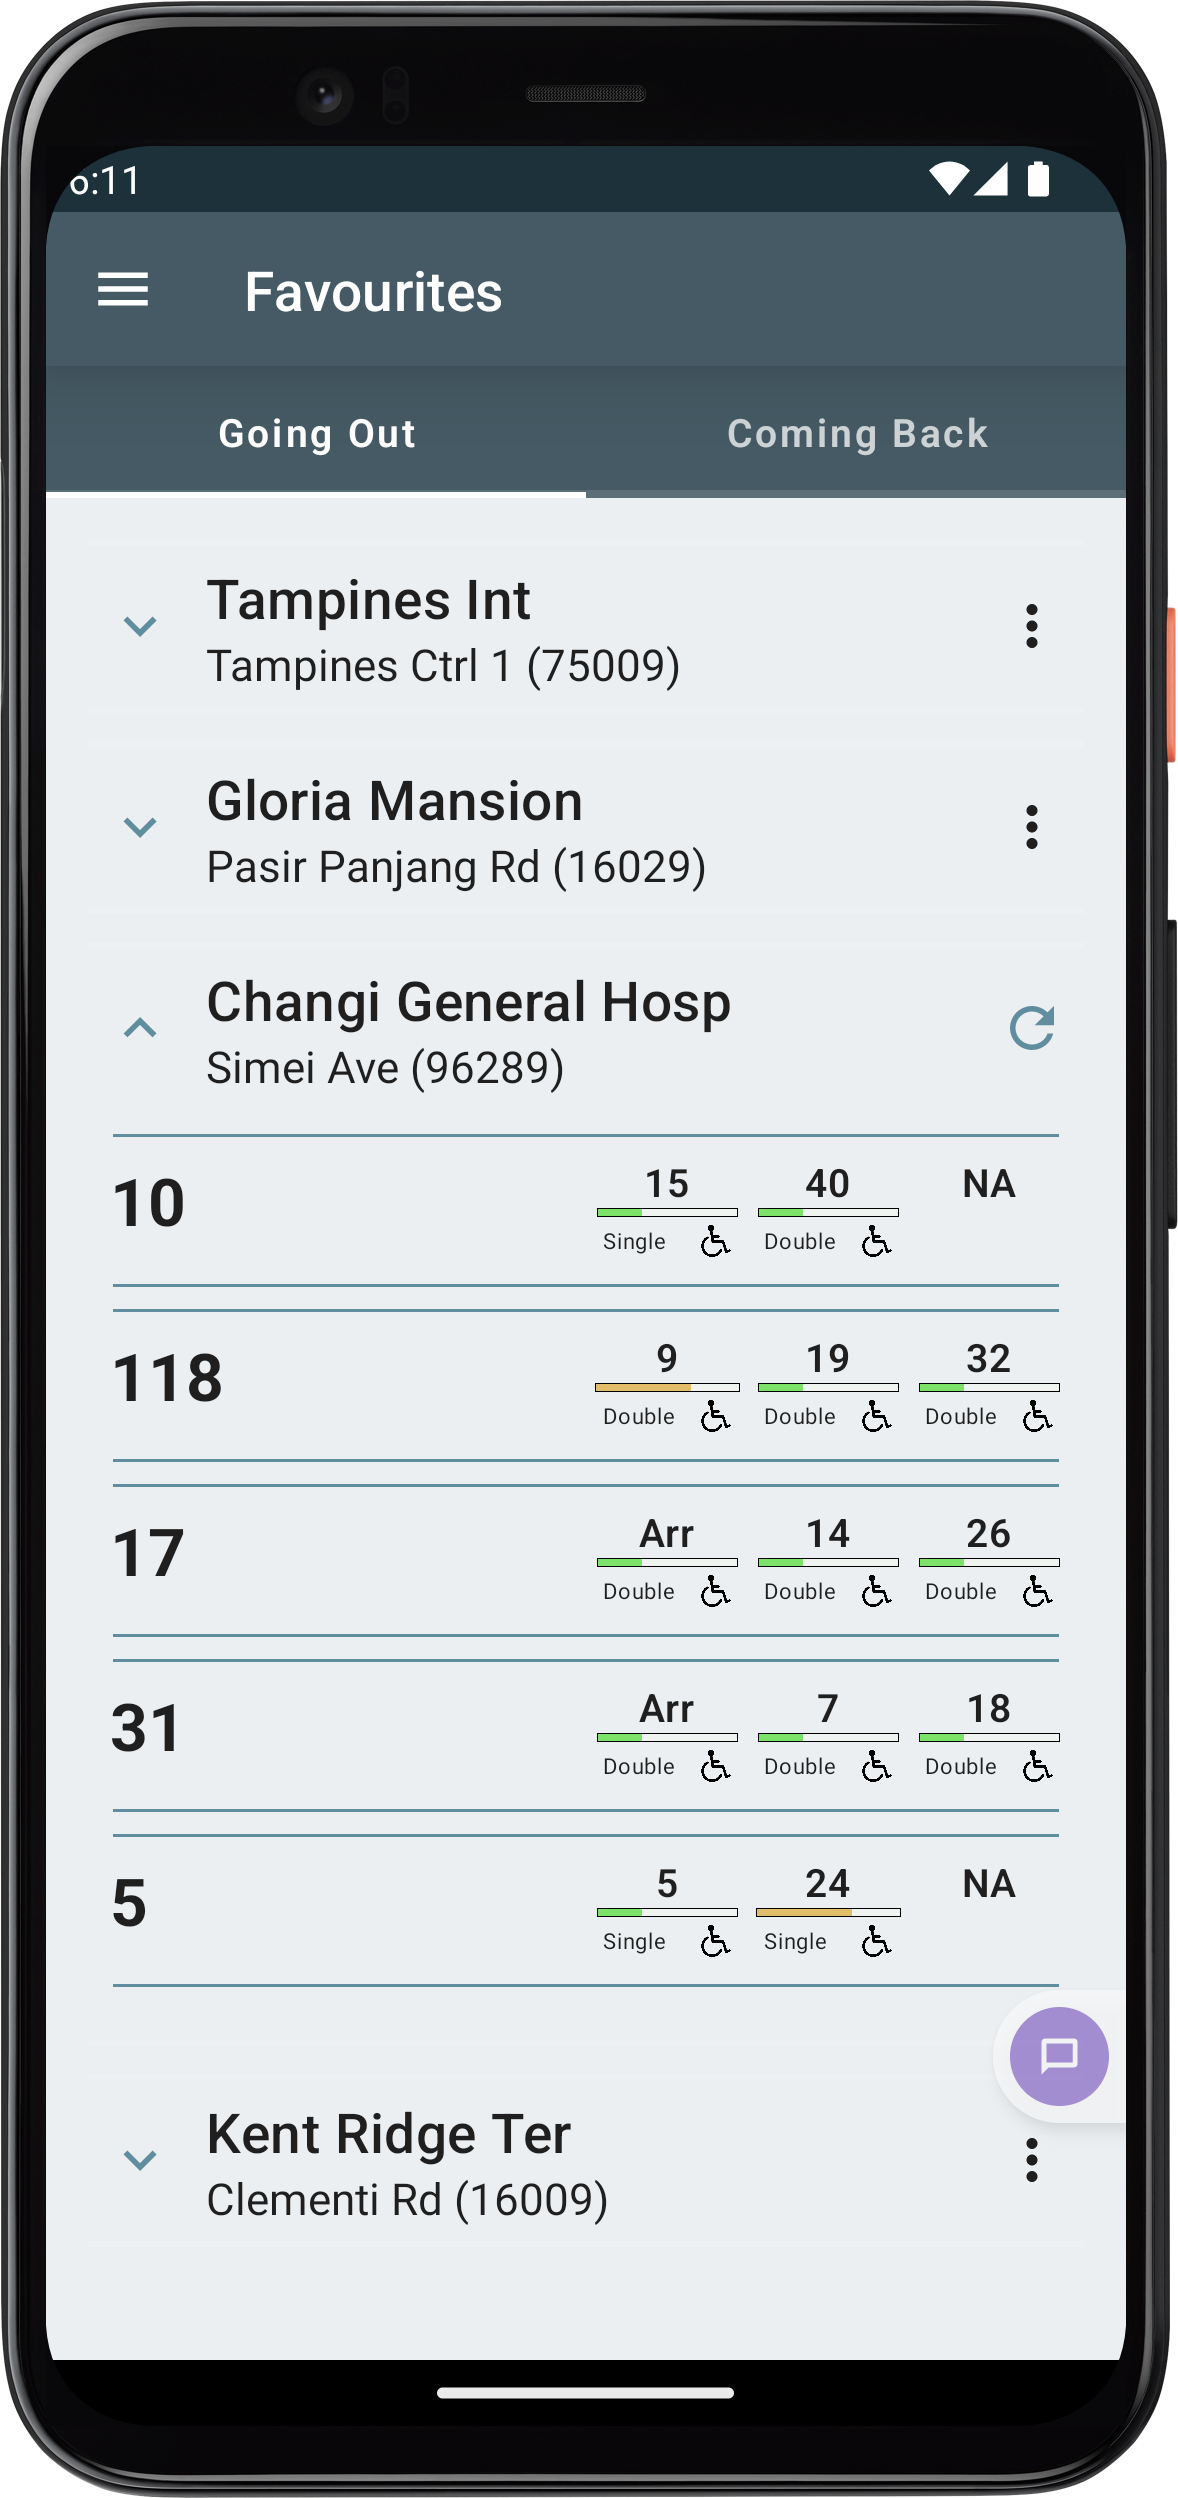 6:11
Favourites
Going Out Coming Back
Tampines Int
Tampines Ctrl 1 (75009)
Gloria Mansion
Pasir Panjang Rd (16029)
Changi General Hosp
Simei Ave (96289)
10 15 40 NA
Single Double
118 9 19 32
Double Double Double
17 Arr 14 26
Double Double Double
31 Arr 7 18
Double Double Double
5 5 24 NA
Single Single
Kent Ridge Ter
Clementi Rd (16009)